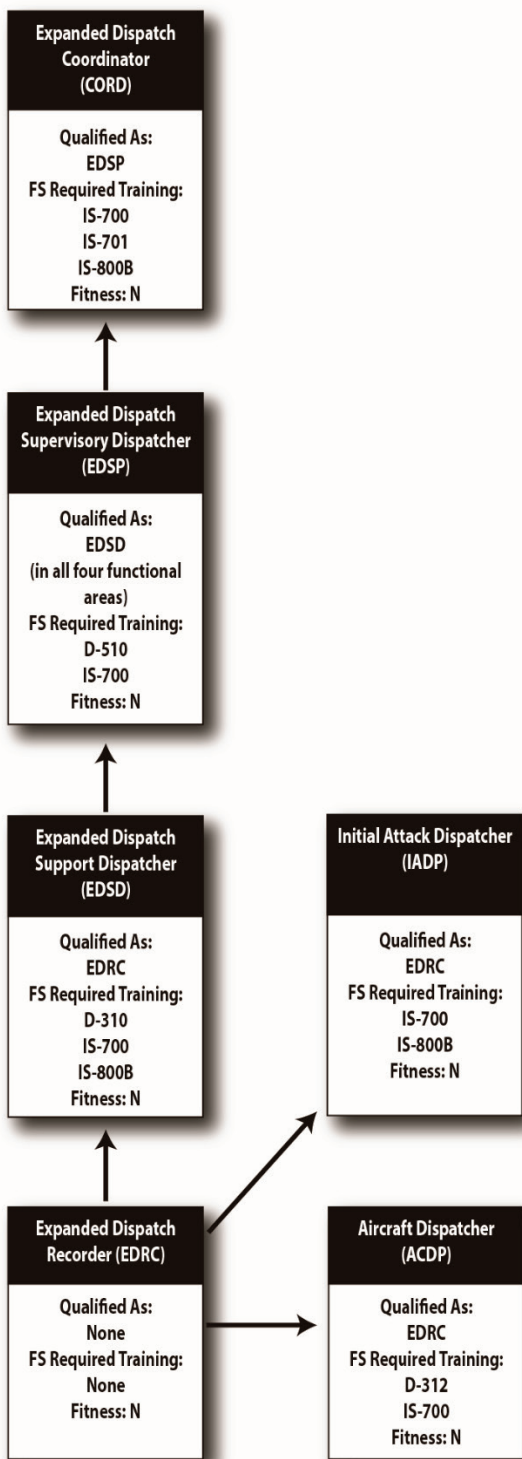 Expanded Dispatch
Coordinator
(CORD)
Qualified As:
EDSP
FS Required Training:
IS-700
IS-701
IS-800B
Fitness: N
Expanded Dispatch
Supervisory Dispatcher
(EDSP)
Qualified As:
EDSD
(in all four functional
areas)
FS Required Training:
D-510
IS-700
Fitness: N
Expanded Dispatch
Support Dispatcher
(EDSD)
Qualified As:
EDRC
FS Required Training:
D-310
IS-700
IS-800B
Fitness: N
Initial Attack Dispatcher
(IADP)
Qualified As:
EDRC
FS Required Training:
IS-700
IS-800B
Fitness: N
Expanded Dispatch
Recorder (EDRC)
Qualified As:
None
FS Required Training:
None
Fitness: N
Aircraft Dispatcher
(ACDP)
Qualified As:
EDRC
FS Required Training:
D-312
IS-700
Fitness: N